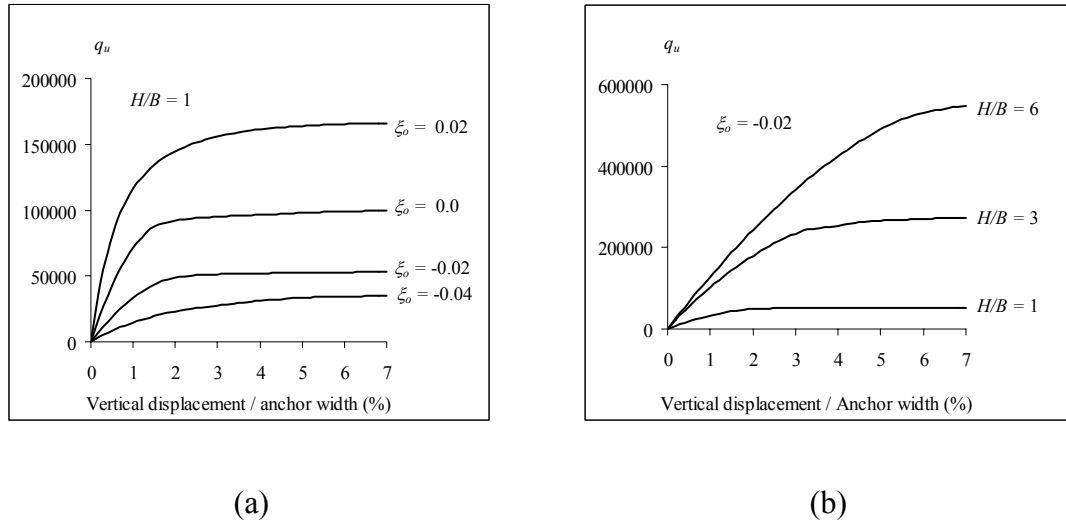 q_u
200000
150000
100000
50000
0
H/B = 1
ξ_o = 0.02
ξ_o = 0.0
ξ_o = -0.02
ξ_o = -0.04
0 1 2 3 4 5 6 7
Vertical displacement / anchor width (%)
(a)
q_u
600000
400000
200000
0
ξ_o = -0.02
H/B = 6
H/B = 3
H/B = 1
0 1 2 3 4 5 6 7
Vertical displacement / Anchor width (%)
(b)